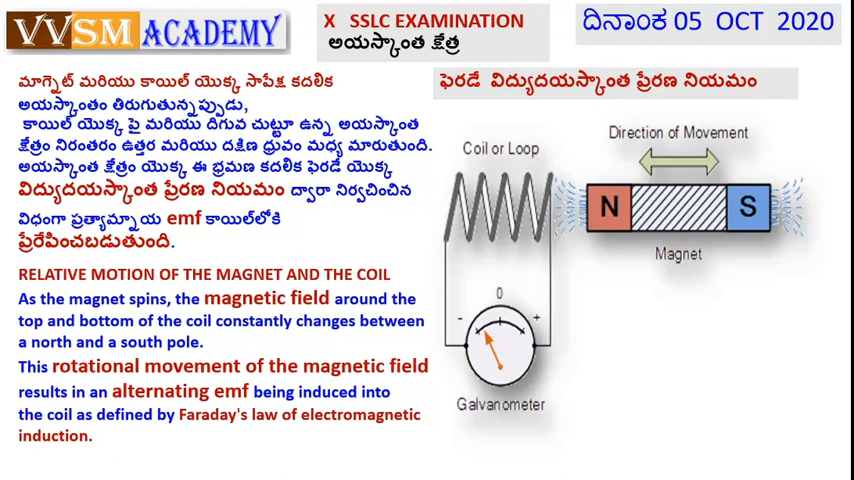 VVSM ACADEMY
X SSLC EXAMINATION
అయస్కాంత క్షేత్ర
ದಿನಾಂಕ 05 OCT 2020
మాగ్నెట్ మరియు కాయిల్ యొక్క సాపేక్ష కదలిక
అయస్కాంతం తిరుగుతున్నప్పుడు,
కాయిల్ యొక్క పై మరియు దిగువ చుట్టూ ఉన్న అయస్కాంత
క్షేత్రం నిరంతరం ఉత్తర మరియు దక్షిణ ధ్రువం మధ్య మారుతుంది.
అయస్కాంత క్షేత్రం యొక్క ఈ భ్రమణ కదలిక ఫెరడే యొక్క
విద్యుదయస్కాంత ప్రేరణ నియమం ద్వారా నిర్వచించిన
విధంగా ప్రత్యామ్నాయ emf కాయిల్‌లోకి
ప్రేరేపించబడుతుంది.
RELATIVE MOTION OF THE MAGNET AND THE COIL
As the magnet spins, the magnetic field around the
top and bottom of the coil constantly changes between
a north and a south pole.
This rotational movement of the magnetic field
results in an alternating emf being induced into
the coil as defined by Faraday's law of electromagnetic
induction.
ఫెరడే విద్యుదయస్కాంత ప్రేరణ నియమం
Direction of Movement
Coil or Loop
N
S
Magnet
0
- +
Galvanometer